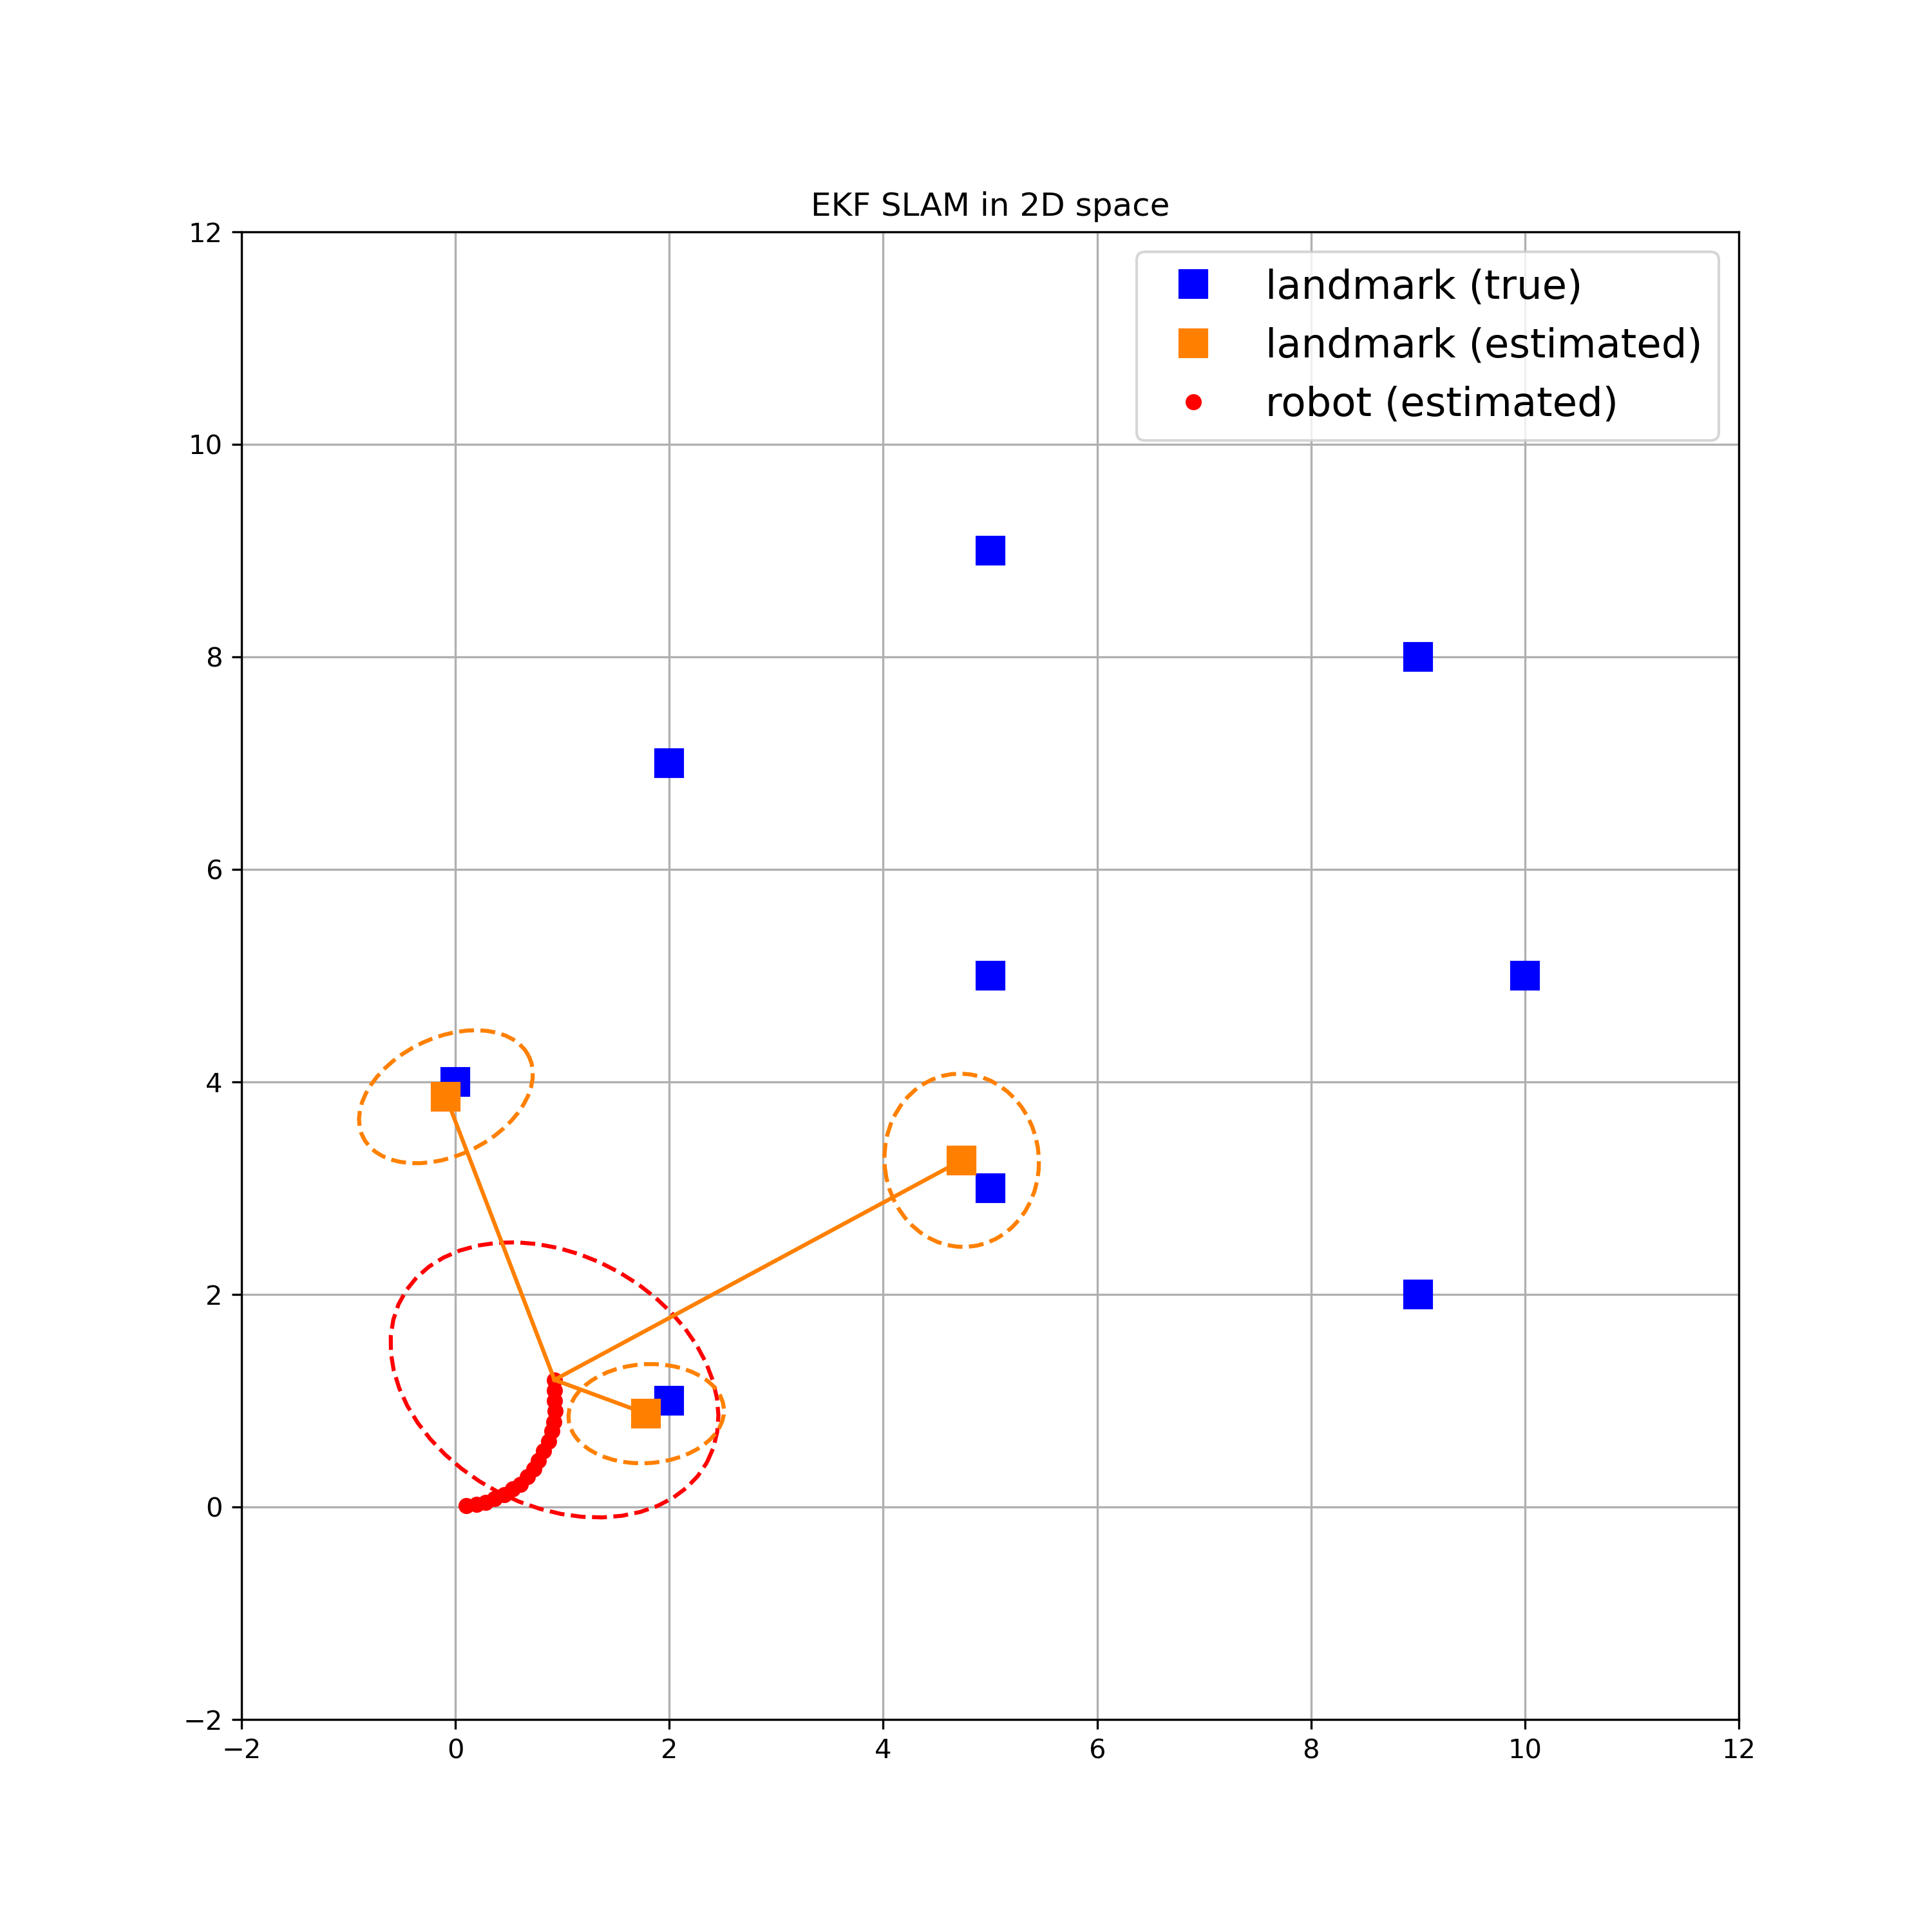 EKF SLAM in 2D space
12
landmark (true)
landmark (estimated)
robot (estimated)
10
8
6
4
2
0
−2
−2 0 2 4 6 8 10 12